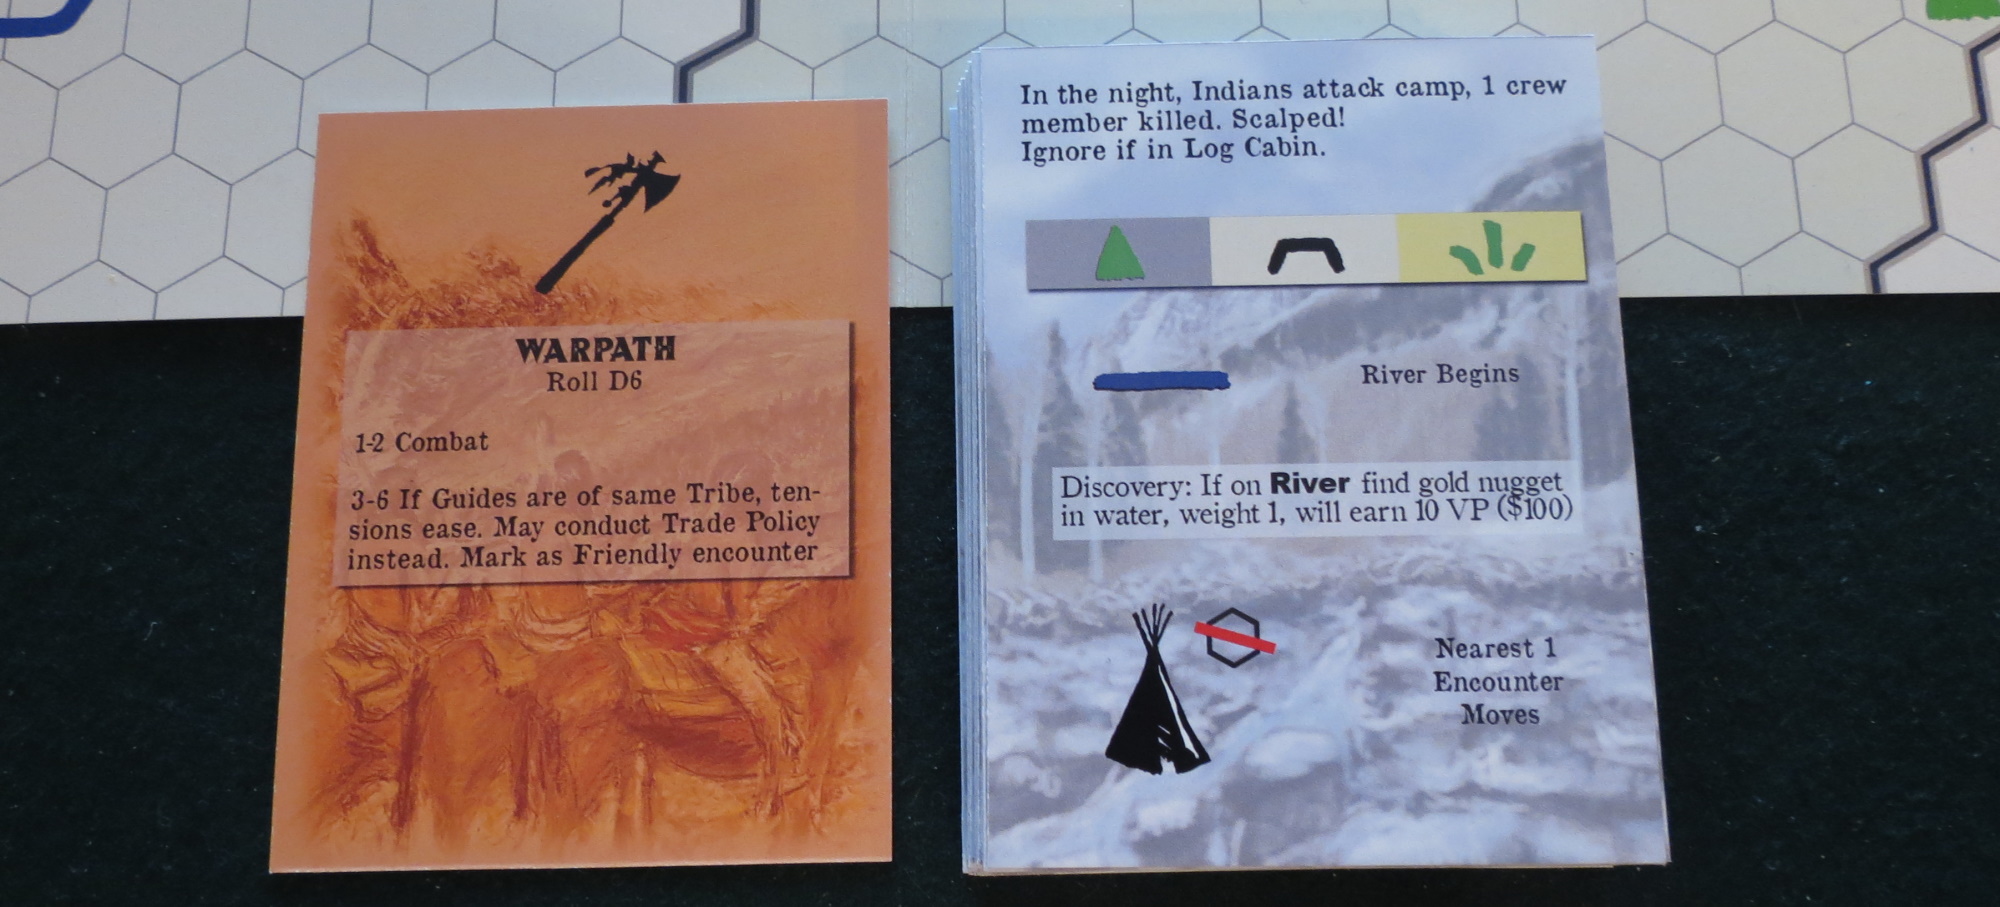 WARPATH
Roll D6
1-2 Combat
3-6 If Guides are of same Tribe, ten-
sions ease. May conduct Trade Policy
instead. Mark as Friendly encounter
In the night, Indians attack camp, 1 crew
member killed. Scalped!
Ignore if in Log Cabin.
River Begins
Discovery: If on River find gold nugget
in water, weight 1, will earn 10 VP ($100)
Nearest 1
Encounter
Moves